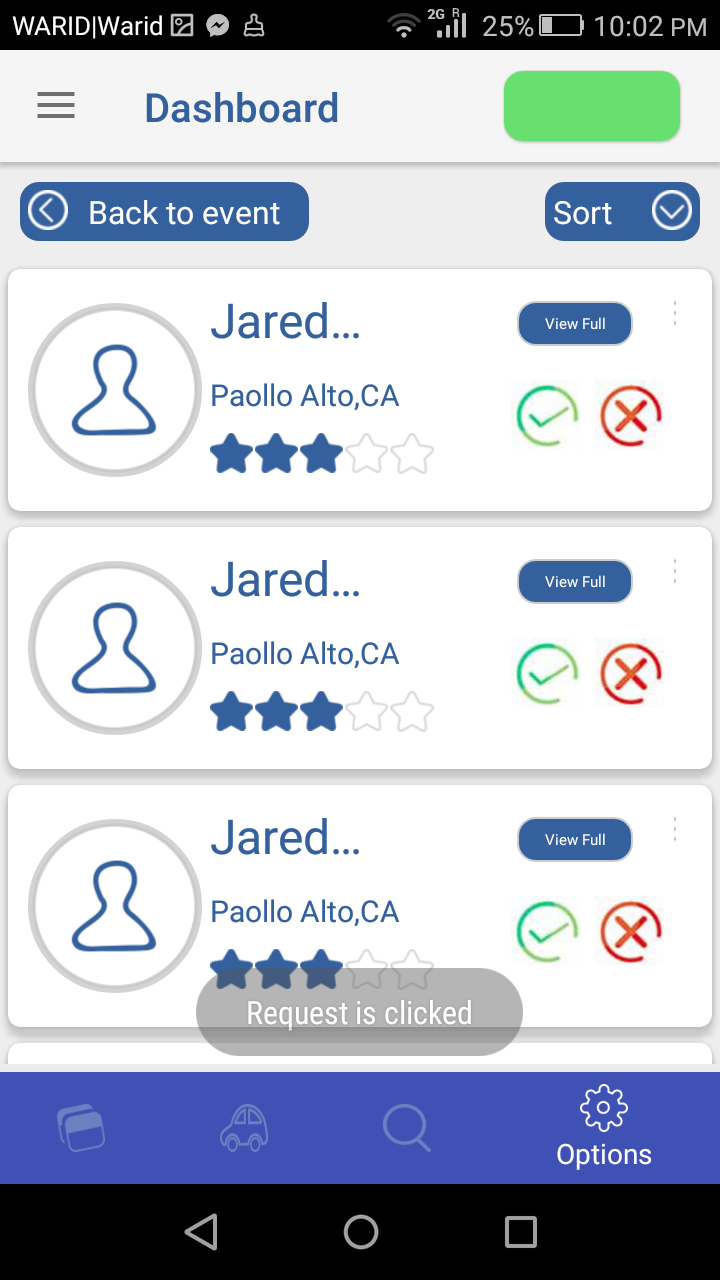 WARID|Warid 2G R 25% 10:02 PM
Dashboard
Back to event Sort
Jared... View Full
Paollo Alto,CA
Jared... View Full
Paollo Alto,CA
Jared... View Full
Paollo Alto,CA
Request is clicked
Options